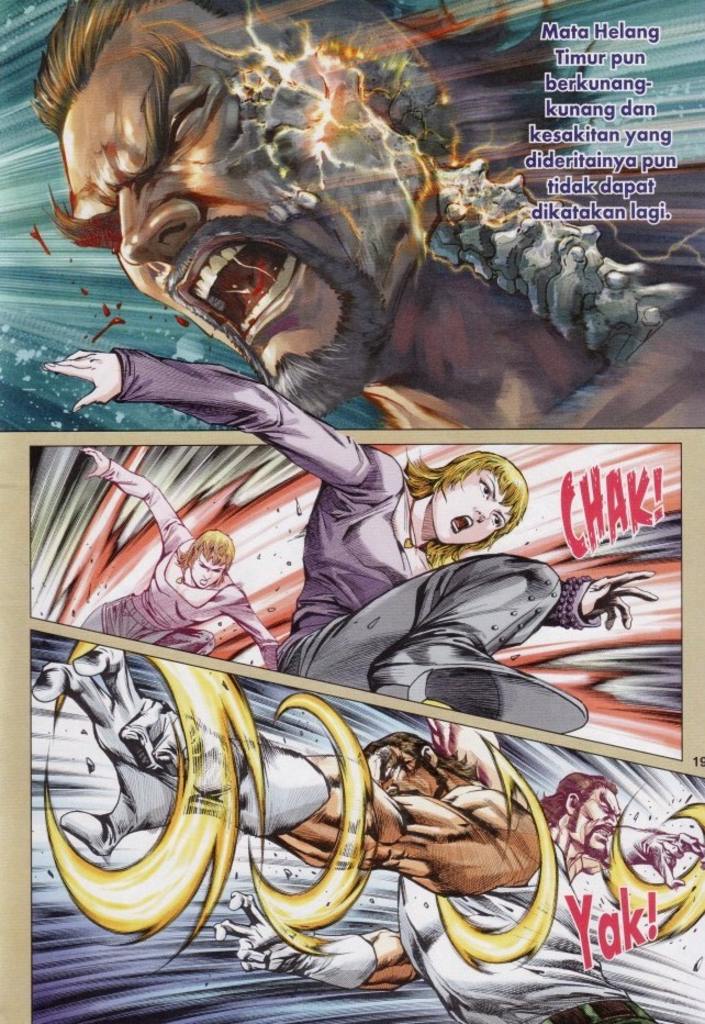 Mata Helang
Timur pun
berkunang-
kunang dan
kesakitan yang
dideritainya pun
tidak dapat
dikatakan lagi.
CHAK!
19
Yak!